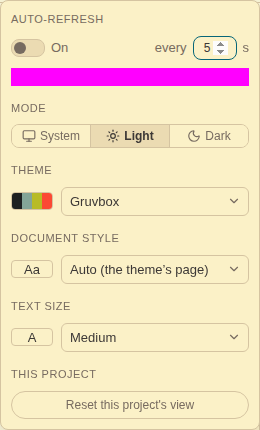 AUTO-REFRESH
On every 5 s
MODE
System Light Dark
THEME
Gruvbox
DOCUMENT STYLE
Aa Auto (the theme's page)
TEXT SIZE
A Medium
THIS PROJECT
Reset this project's view